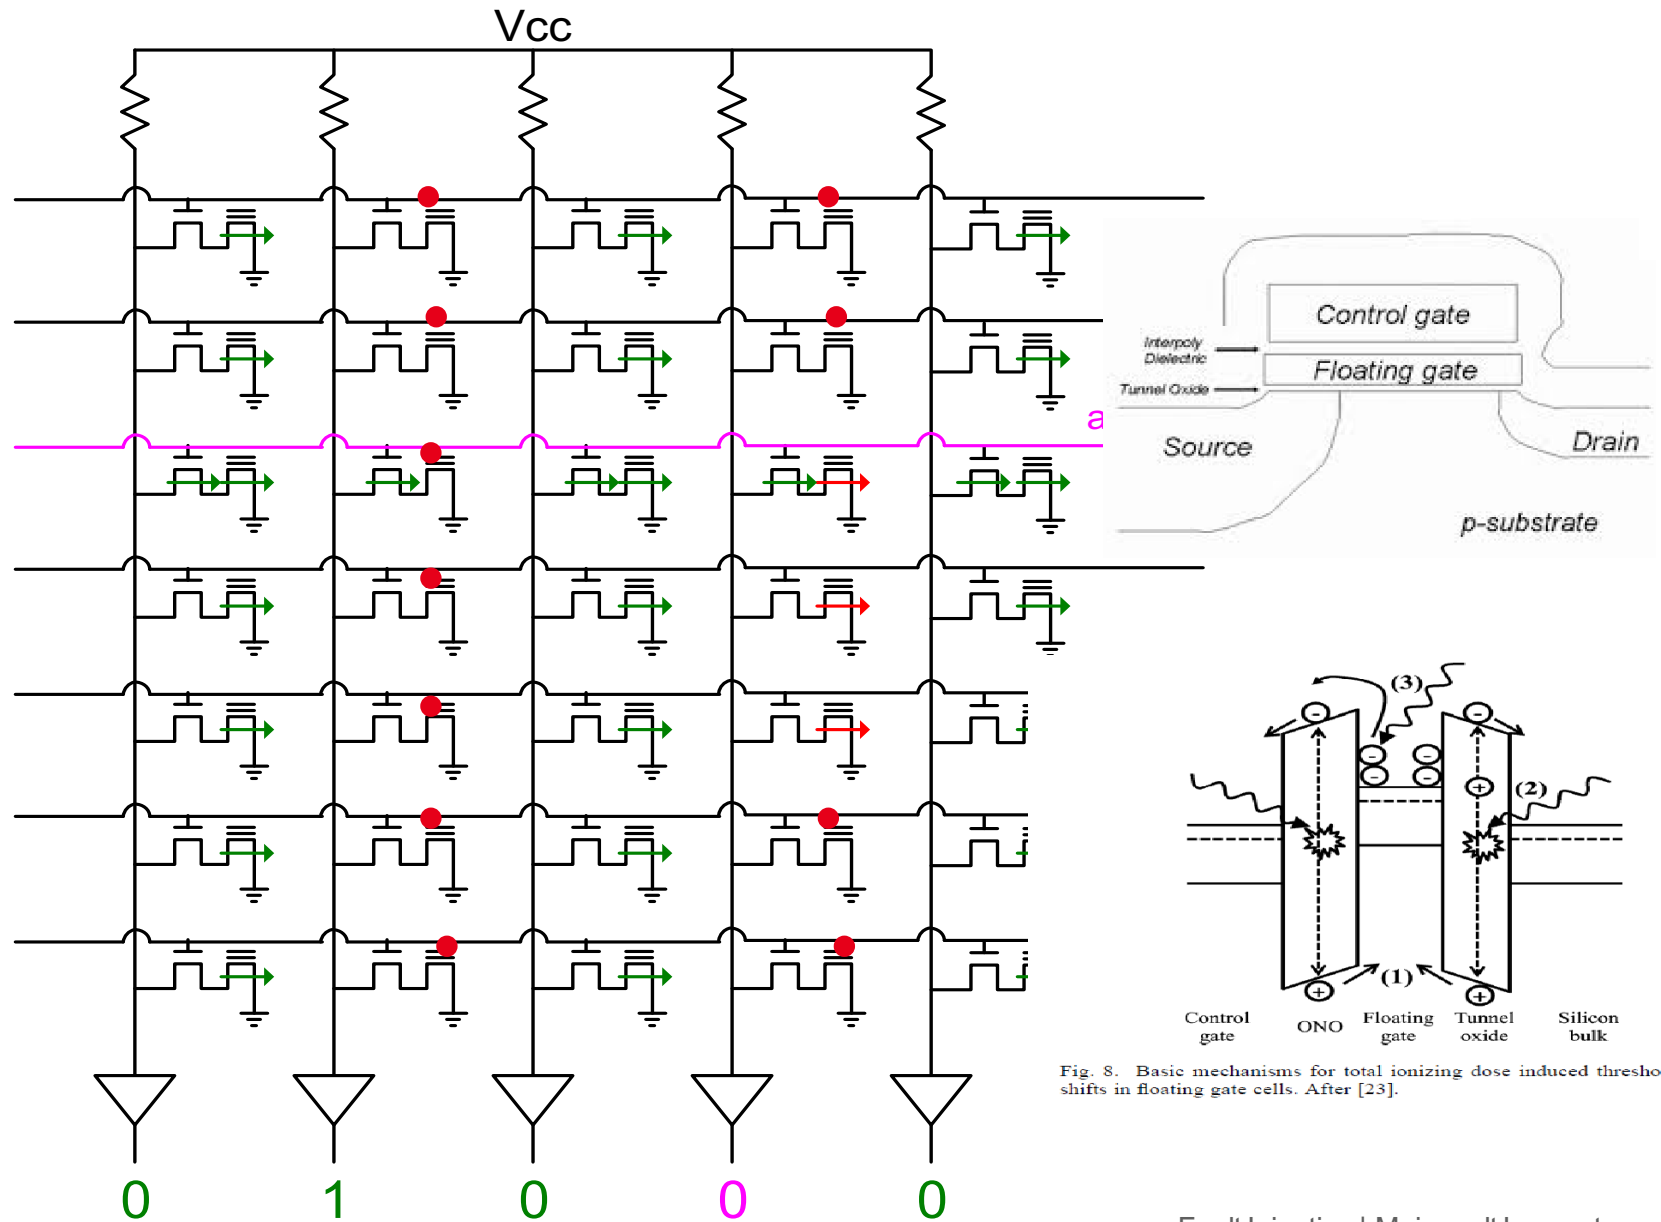 Vcc
a
Control gate
Interpoly
Dielectric
Floating gate
Tunnel Oxide
Source
Drain
p-substrate
(3)
(2)
(1)
Control
gate
ONO
Floating
gate
Tunnel
oxide
Silicon
bulk
Fig. 8. Basic mechanisms for total ionizing dose induced thresho
shifts in floating gate cells. After [23].
0 1 0 0 0